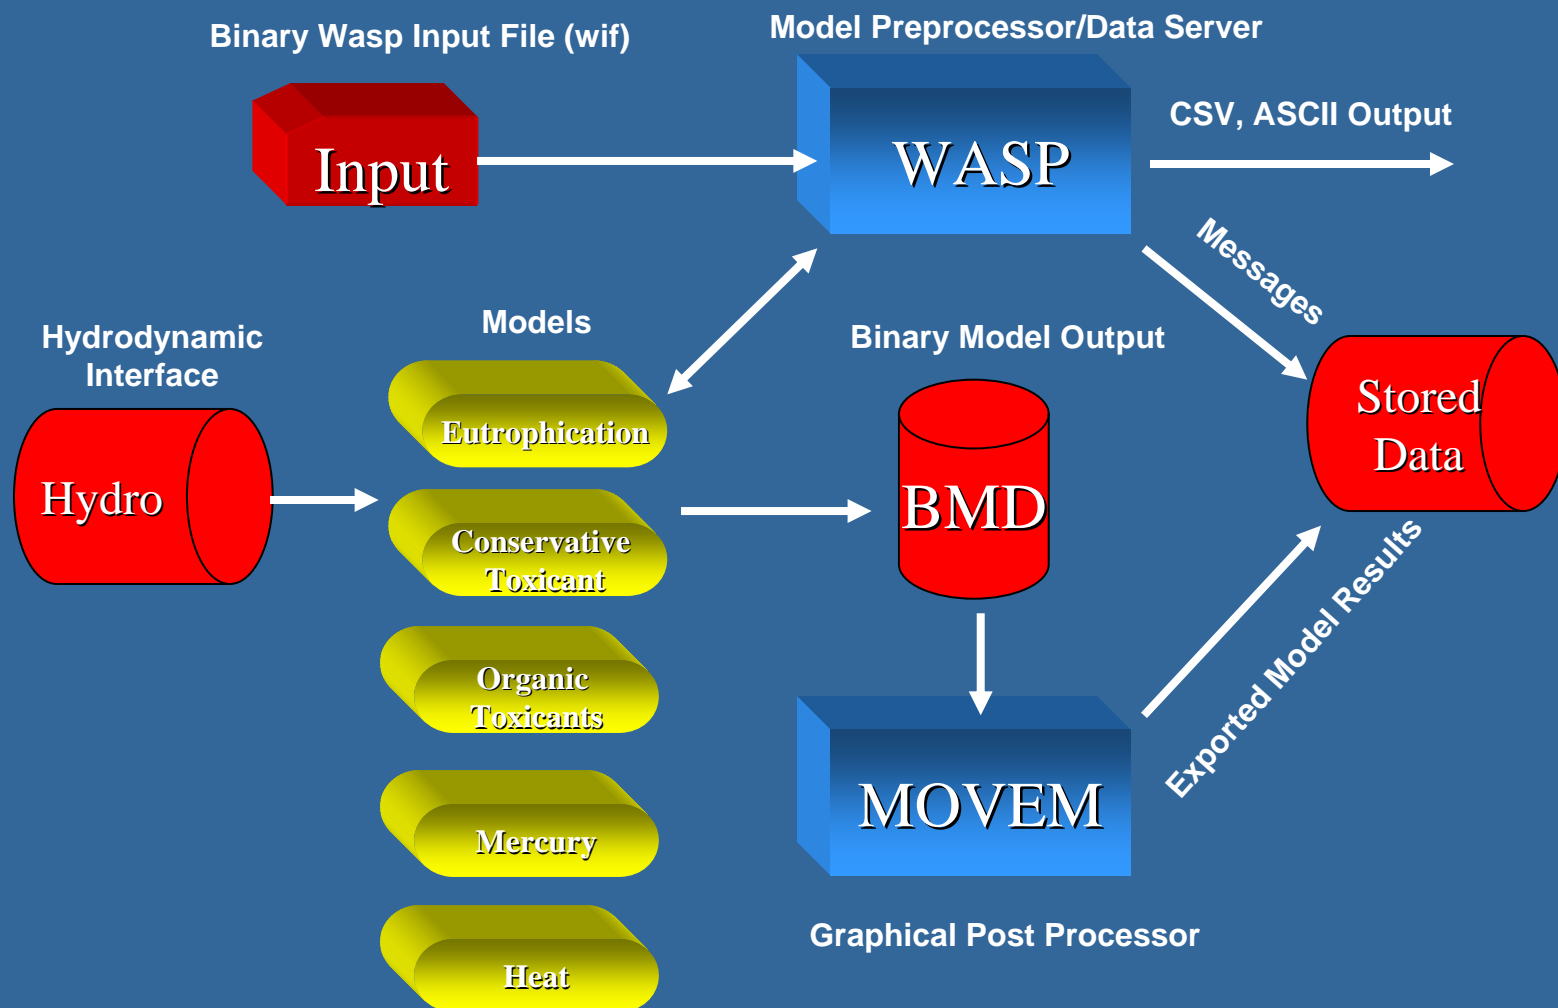 Binary Wasp Input File (wif)
Model Preprocessor/Data Server
Input
WASP
CSV, ASCII Output
Messages
Hydrodynamic
Interface
Models
Binary Model Output
Hydro
Eutrophication
Conservative
Toxicant
Organic
Toxicants
Mercury
Heat
BMD
Stored
Data
MOVEM
Exported Model Results
Graphical Post Processor